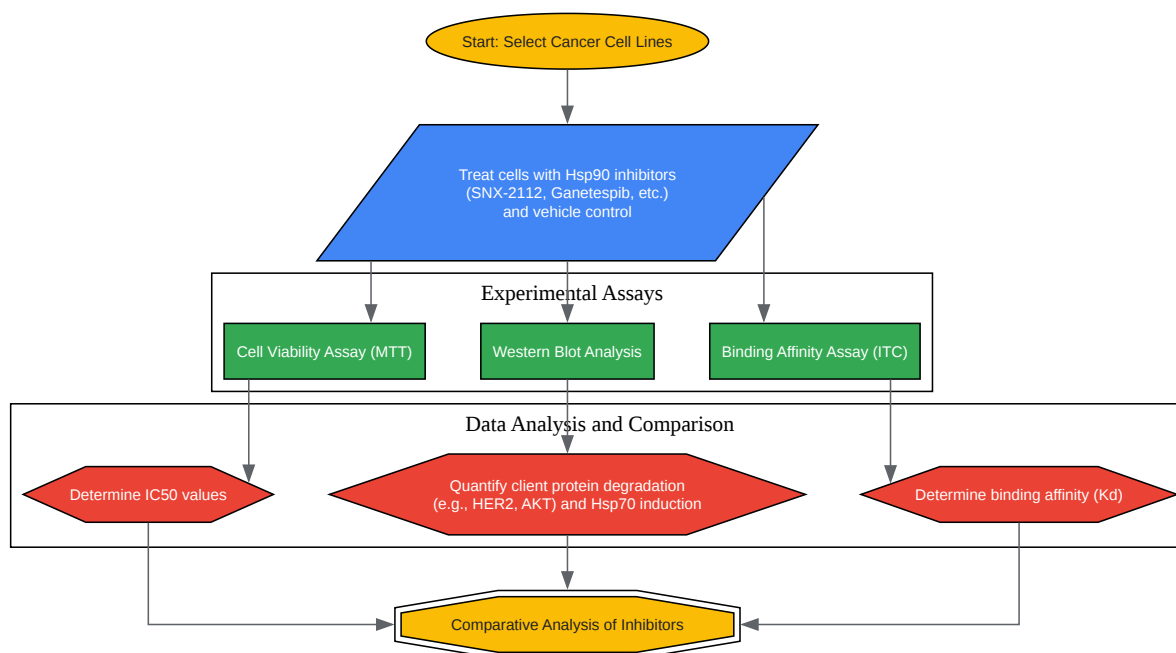 Start: Select Cancer Cell Lines
Treat cells with Hsp90 inhibitors
(SNX-2112, Ganetespib, etc.)
and vehicle control
Experimental Assays
Cell Viability Assay (MTT)
Western Blot Analysis
Binding Affinity Assay (ITC)
Data Analysis and Comparison
Determine IC50 values
Quantify client protein degradation
(e.g., HER2, AKT) and Hsp70 induction
Determine binding affinity (Kd)
Comparative Analysis of Inhibitors